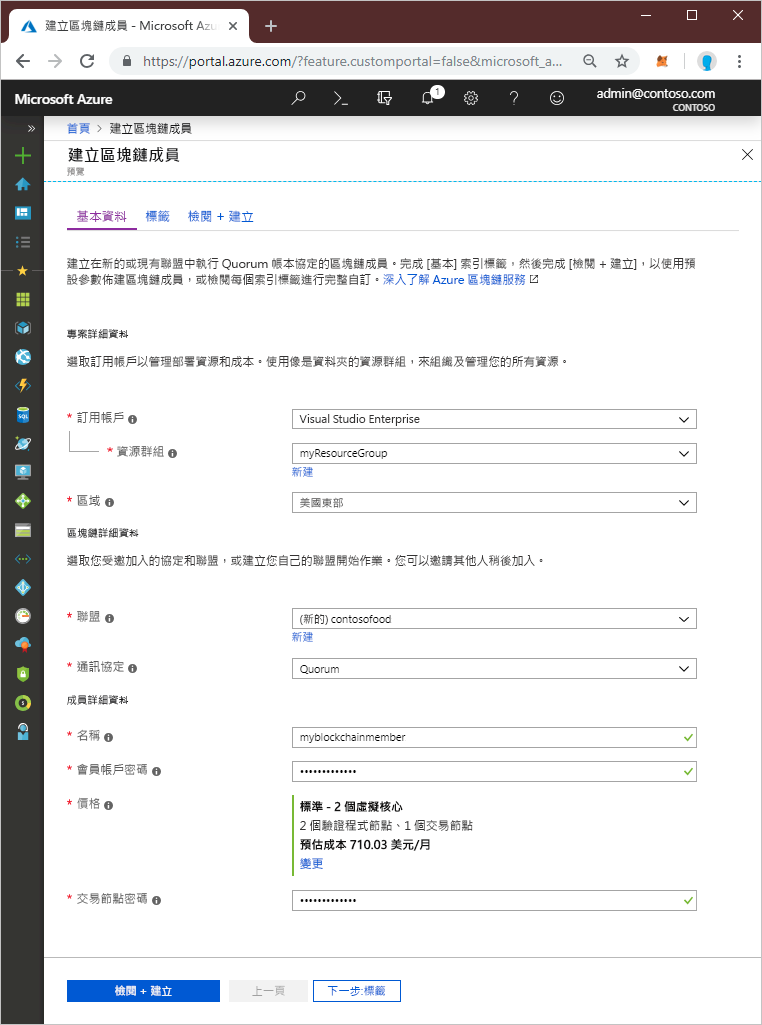 建立區塊鏈成員 - Microsoft Azu
https://portal.azure.com/?feature.customportal=false&microsoft_a...
Microsoft Azure
1
admin@contoso.com
CONTOSO
首頁 > 建立區塊鏈成員
建立區塊鏈成員
預覽
基本資料 標籤 檢閱 + 建立
建立在新的或現有聯盟中執行 Quorum 帳本協定的區塊鏈成員。完成 [基本] 索引標籤，然後完成 [檢閱 + 建立]，以使用預
設參數佈建區塊鏈成員，或檢閱每個索引標籤進行完整自訂。深入了解 Azure 區塊鏈服務
專案詳細資料
選取訂用帳戶以管理部署資源和成本。使用像是資料夾的資源群組，來組織及管理您的所有資源。
* 訂用帳戶 Visual Studio Enterprise
* 資源群組 myResourceGroup
新建
* 區域 美國東部
區塊鏈詳細資料
選取您受邀加入的協定和聯盟，或建立您自己的聯盟開始作業。您可以邀請其他人稍後加入。
* 聯盟 (新的) contosofood
新建
* 通訊協定 Quorum
成員詳細資料
* 名稱 myblockchainmember
* 會員帳戶密碼 •••••••••••••
* 價格 標準 - 2 個虛擬核心
2 個驗證程式節點、1 個交易節點
預估成本 710.03 美元/月
變更
* 交易節點密碼 •••••••••••••
檢閱 + 建立 上一頁 下一步:標籤